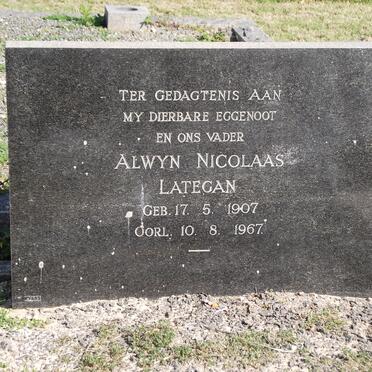 TER GEDAGTENIS AAN
MY DIERBARE EGGENOOT
EN ONS VADER
ALWYN NICOLAAS
LATEGAN
GEB. 17. 5. 1907
OORL. 10. 8. 1967